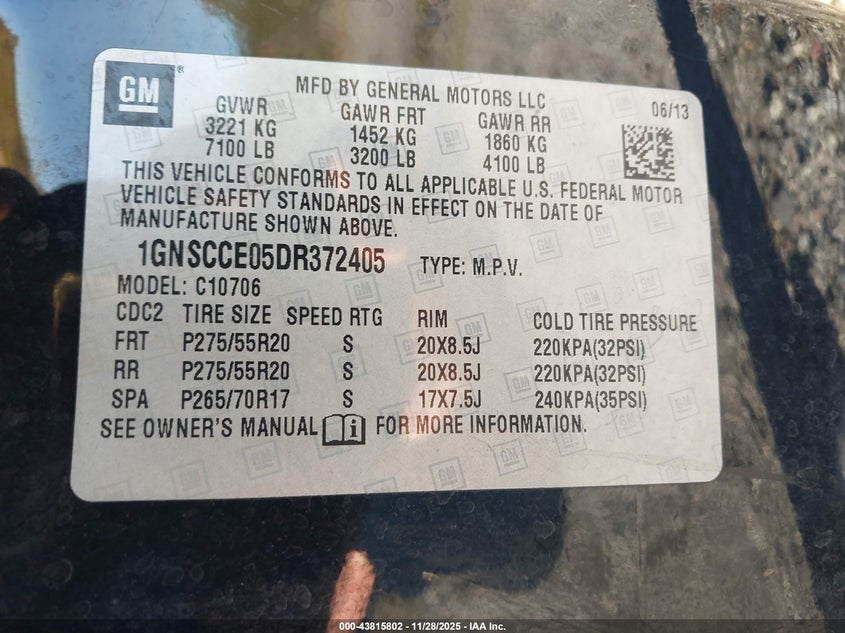 GM
MFD BY GENERAL MOTORS LLC
GVWR GAWR FRT GAWR RR 06/13
3221 KG 1452 KG 1860 KG
7100 LB 3200 LB 4100 LB
THIS VEHICLE CONFORMS TO ALL APPLICABLE U.S. FEDERAL MOTOR
VEHICLE SAFETY STANDARDS IN EFFECT ON THE DATE OF
MANUFACTURE SHOWN ABOVE.
1GNSCCE05DR372405 TYPE: M.P.V.
MODEL: C10706
CDC2 TIRE SIZE SPEED RTG RIM COLD TIRE PRESSURE
FRT P275/55R20 S 20X8.5J 220KPA(32PSI)
RR P275/55R20 S 20X8.5J 220KPA(32PSI)
SPA P265/70R17 S 17X7.5J 240KPA(35PSI)
SEE OWNER'S MANUAL i FOR MORE INFORMATION.
000-43815802 - 11/28/2025 - IAA Inc.